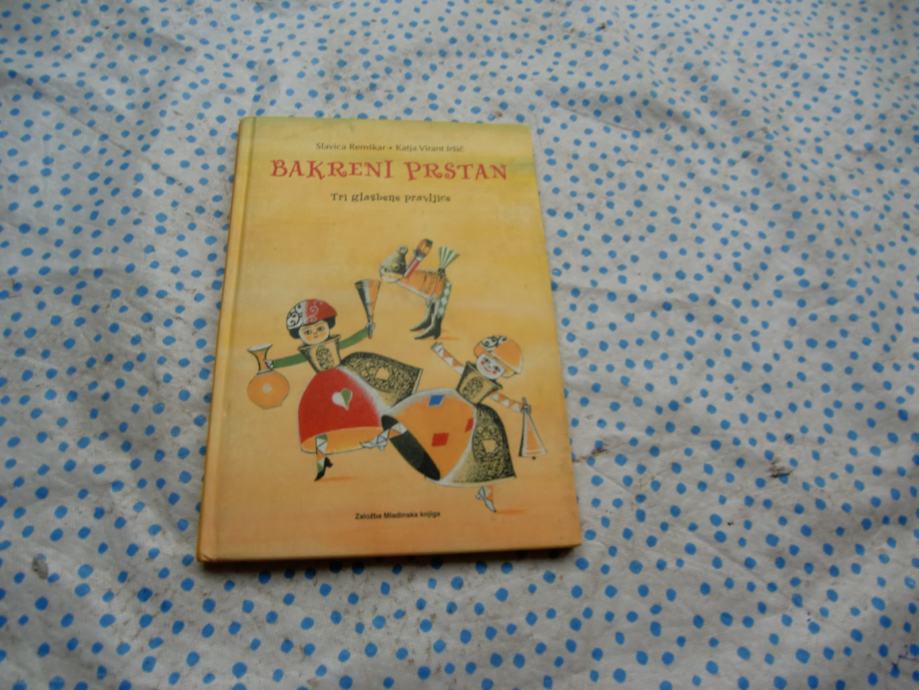 Slavica Remškar • Katja Virant Iršič
BAKRENI PRSTAN
Tri glasbene pravljice
Založba Mladinska knjiga